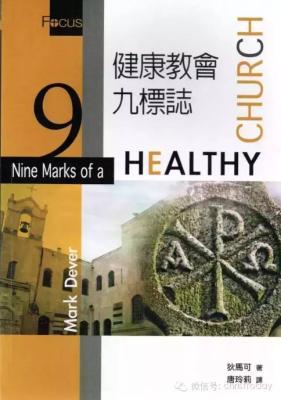 Focus
健康教會
九標誌
9
Nine Marks of a
HEALTHY
CHURCH
Mark Dever
Α Ω
狄馬可 著
唐玲莉 譯
微信号: chrISToday